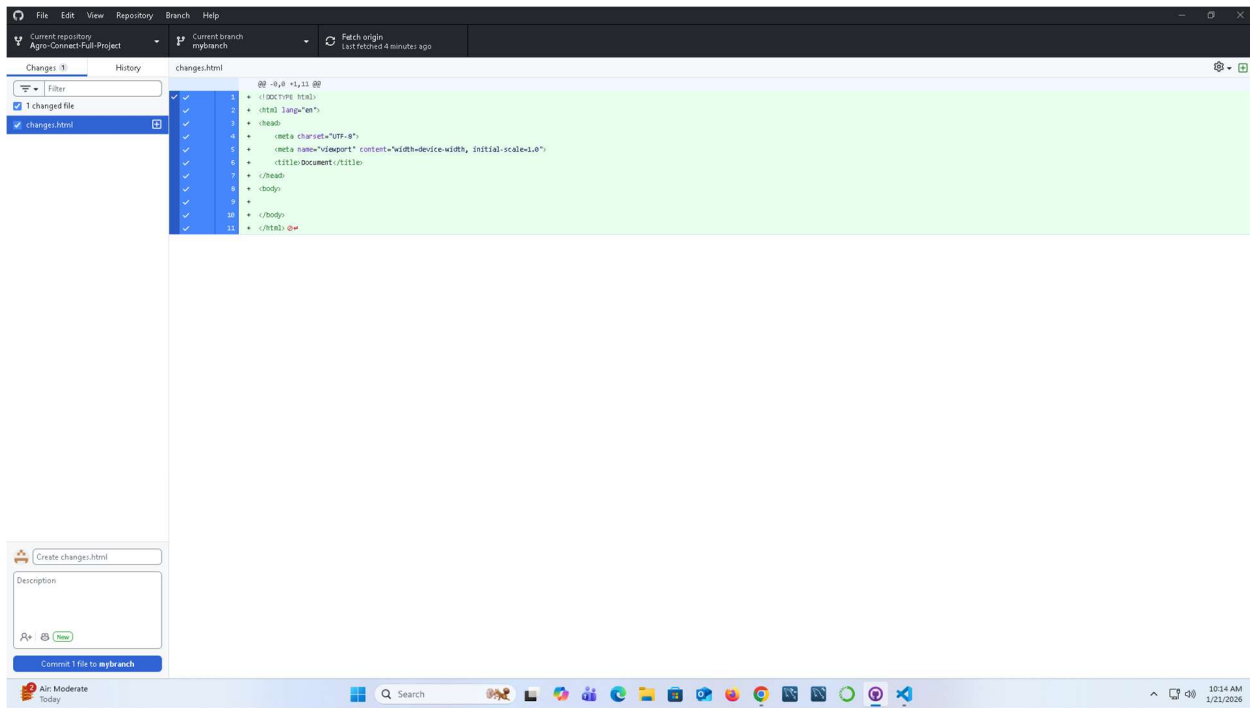 File Edit View Repository Branch Help
Current repository
Agro-Connect-Full-Project
Current branch
mybranch
Fetch origin
Last fetched 4 minutes ago
Changes 1
History
changes.html
Filter
1 changed file
changes.html
@@ -0,0 +1,11 @@
1 + <!DOCTYPE html>
2 + <html lang="en">
3 + <head>
4 +     <meta charset="UTF-8">
5 +     <meta name="viewport" content="width=device-width, initial-scale=1.0">
6 +     <title>Document</title>
7 + </head>
8 + <body>
9 +
10 + </body>
11 + </html>
Create changes.html
Description
New
Commit 1 file to mybranch
2
Air: Moderate
Today
Search
10:14 AM
1/21/2026